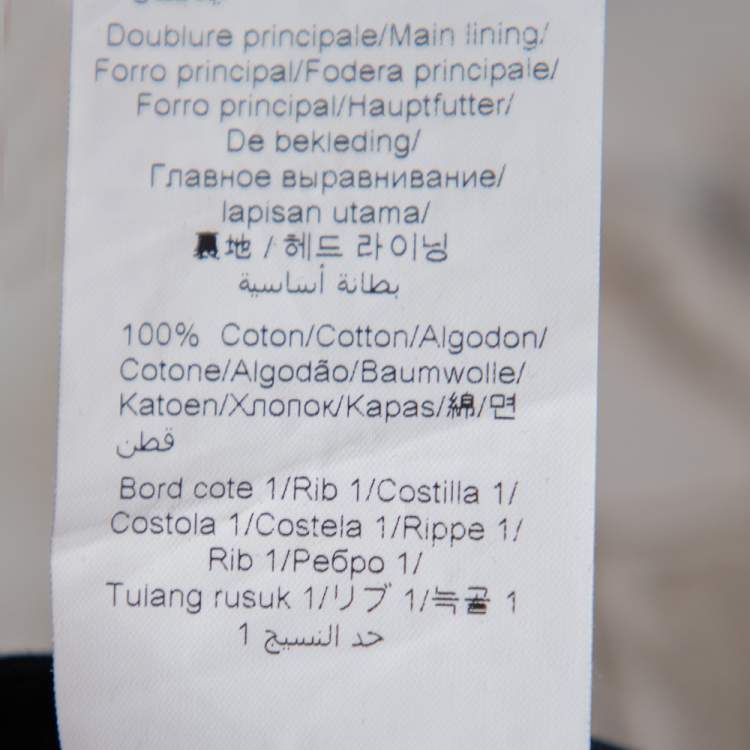 Doublure principale/Main lining/
Forro principal/Fodera principale/
Forro principal/Hauptfutter/
De bekleding/
Главное выравнивание/
lapisan utama/
裏地 / 헤드 라이닝
بطانة أساسية
100% Coton/Cotton/Algodon/
Cotone/Algodão/Baumwolle/
Katoen/Хлопок/Kapas/綿/면
قطن
Bord cote 1/Rib 1/Costilla 1/
Costola 1/Costela 1/Rippe 1/
Rib 1/Ребро 1/
Tulang rusuk 1/リブ 1/늑골 1
حد النسيج 1